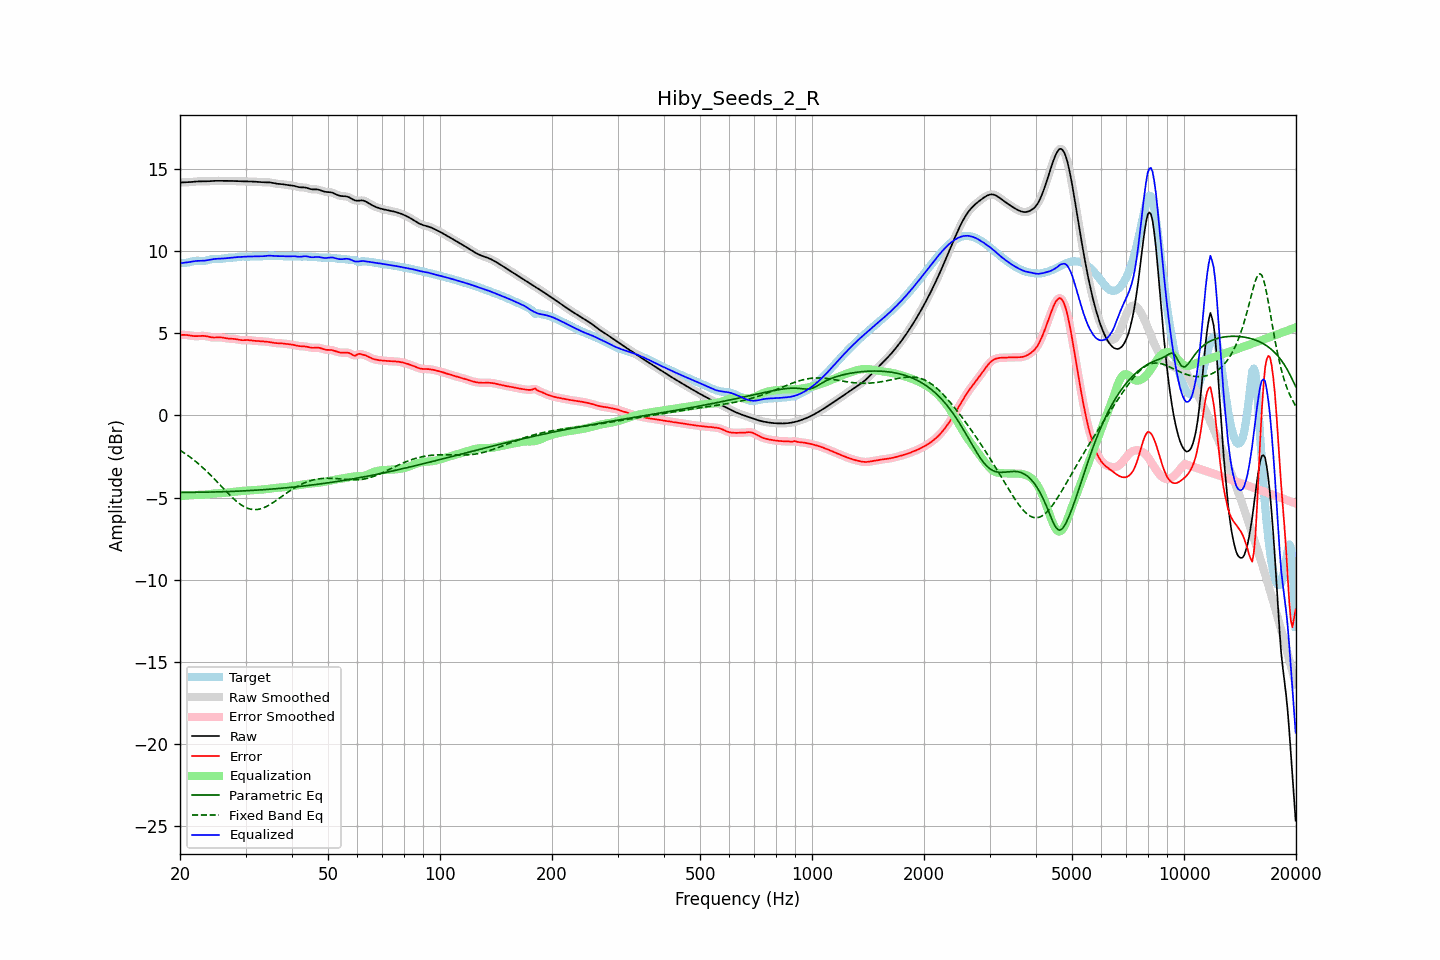 Hiby_Seeds_2_R
Amplitude (dBr)
15
10
5
0
−5
−10
−15
−20
−25
Target
Raw Smoothed
Error Smoothed
Raw
Error
Equalization
Parametric Eq
Fixed Band Eq
Equalized
20 50 100 200 500 1000 2000 5000 10000 20000
Frequency (Hz)